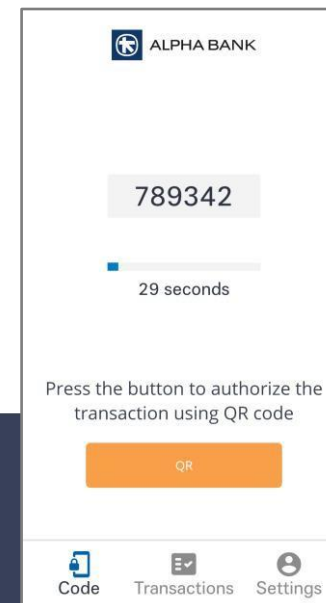 ALPHA BANK
789342
29 seconds
Press the button to authorize the
transaction using QR code
QR
Code Transactions Settings